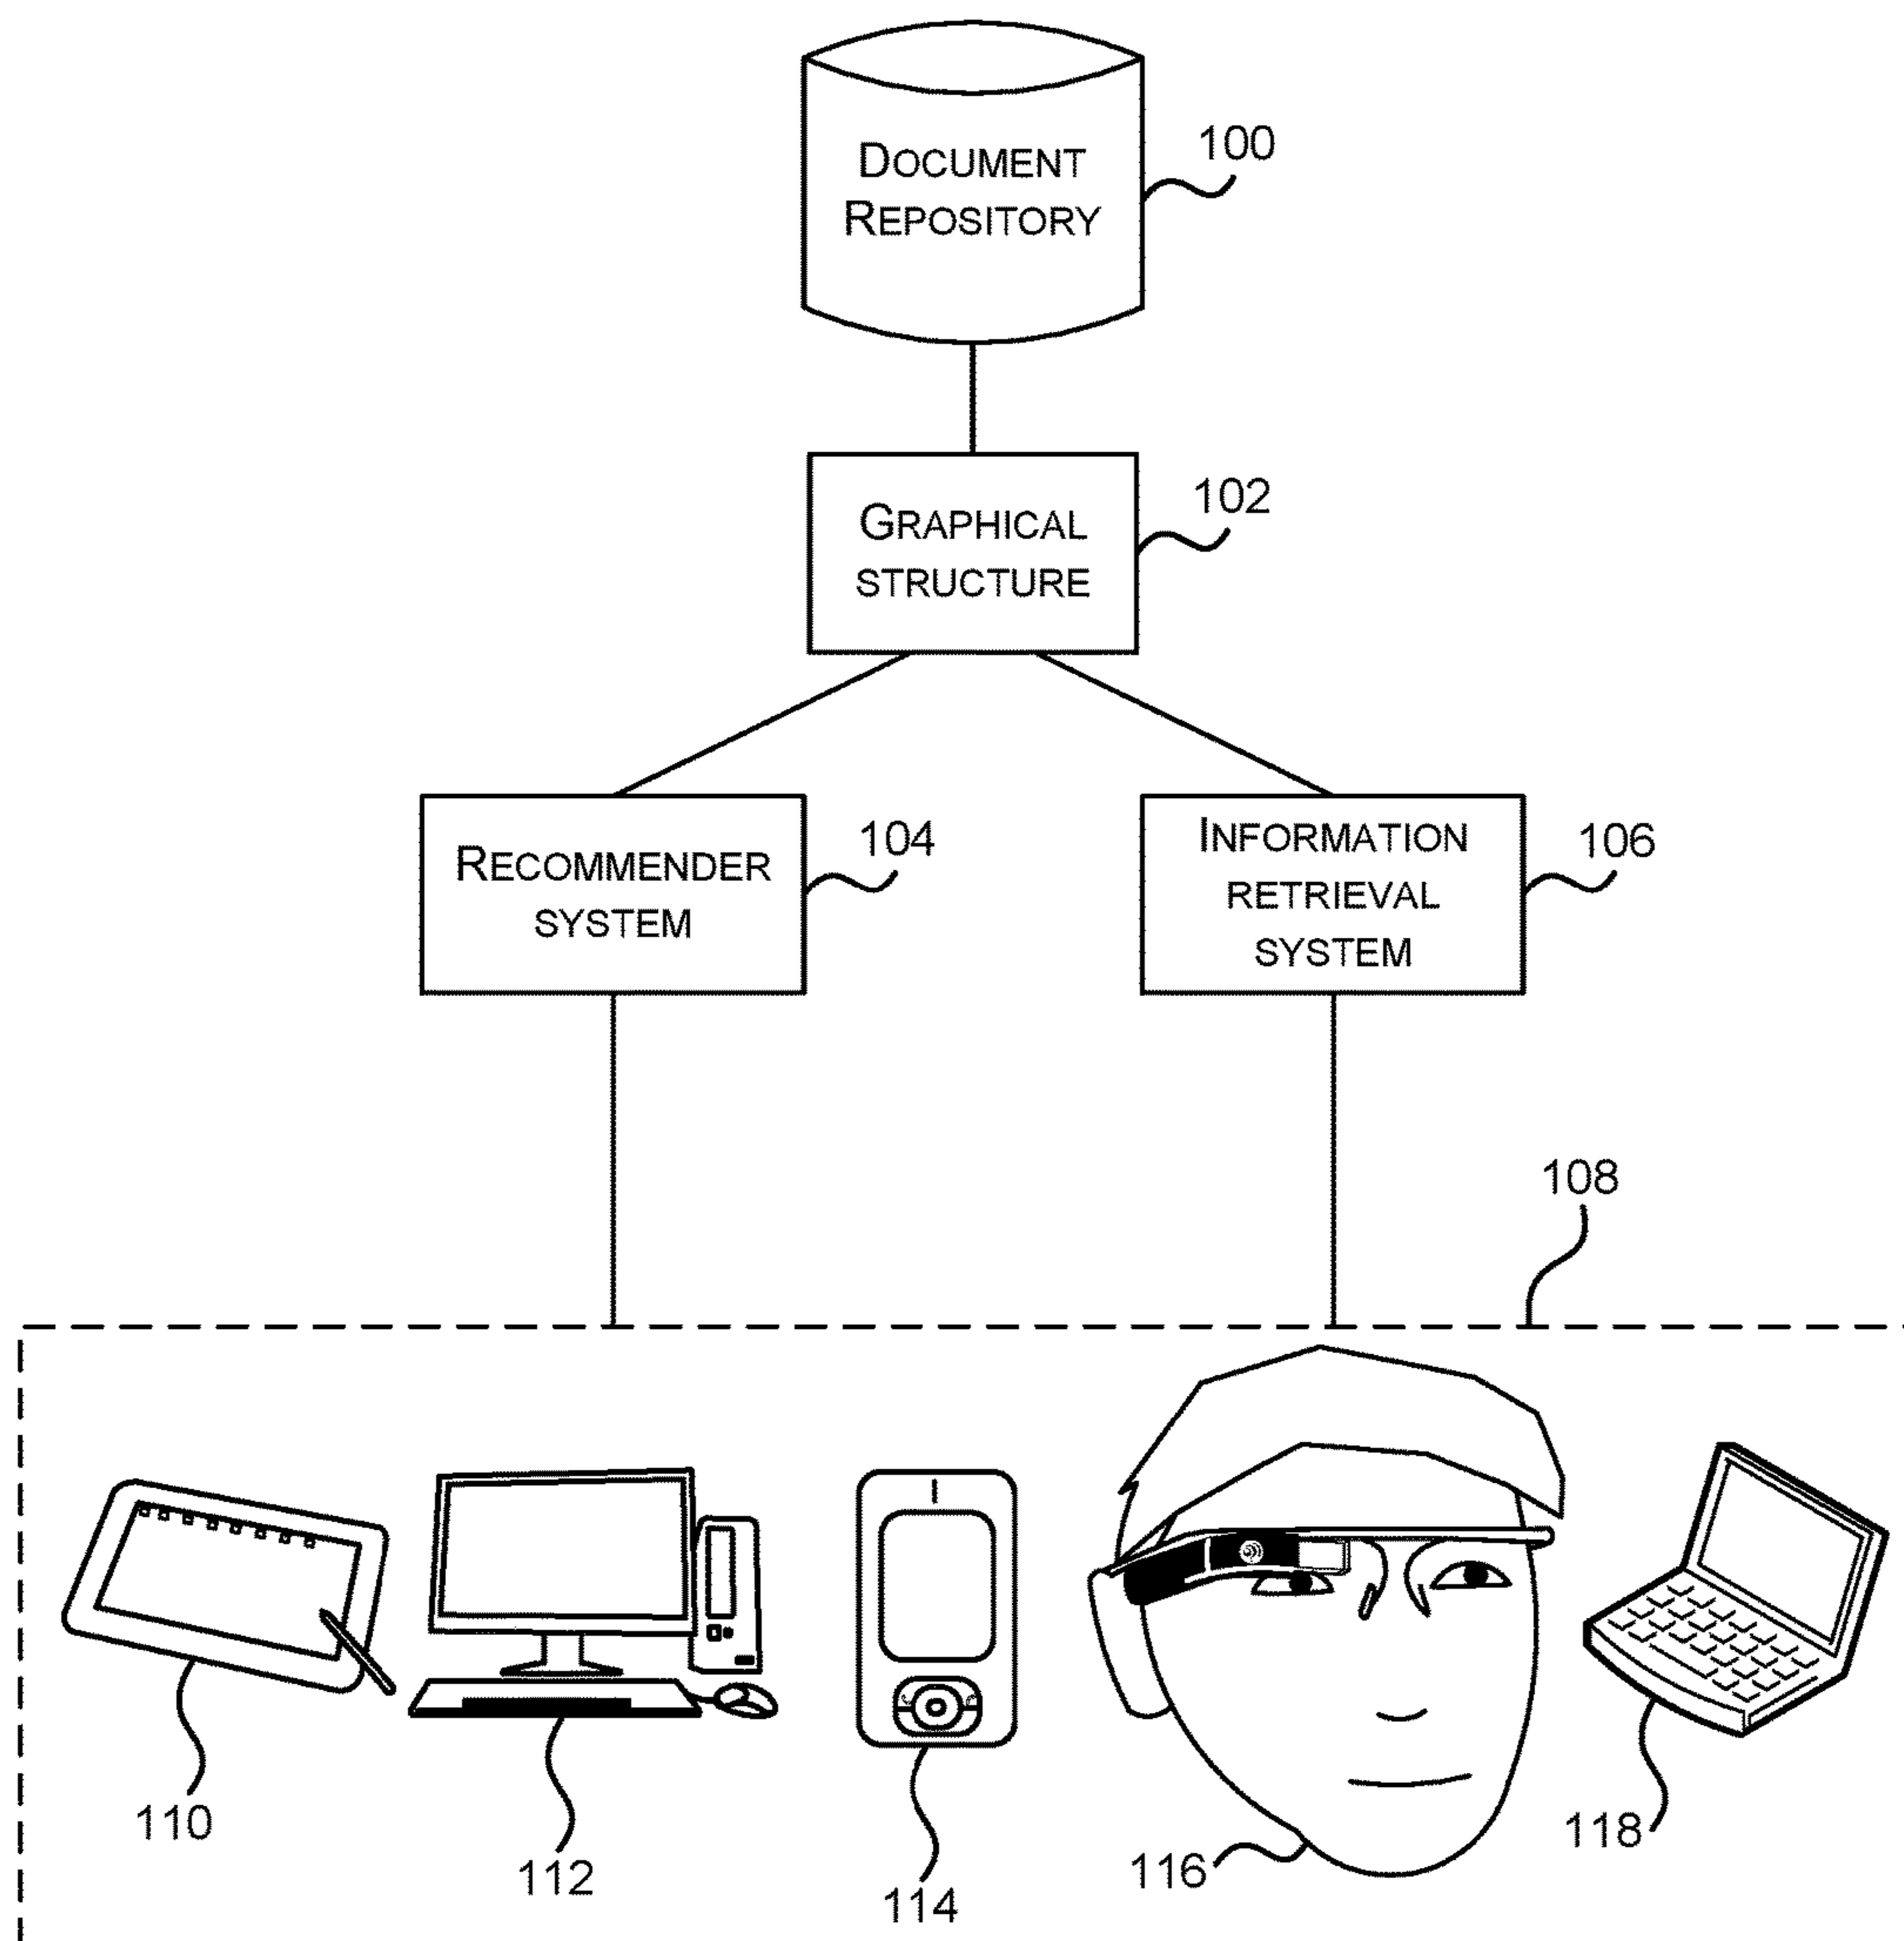 DOCUMENT
REPOSITORY
100
GRAPHICAL
STRUCTURE
102
RECOMMENDER
SYSTEM
104
INFORMATION
RETRIEVAL
SYSTEM
106
108
110
112
114
116
118